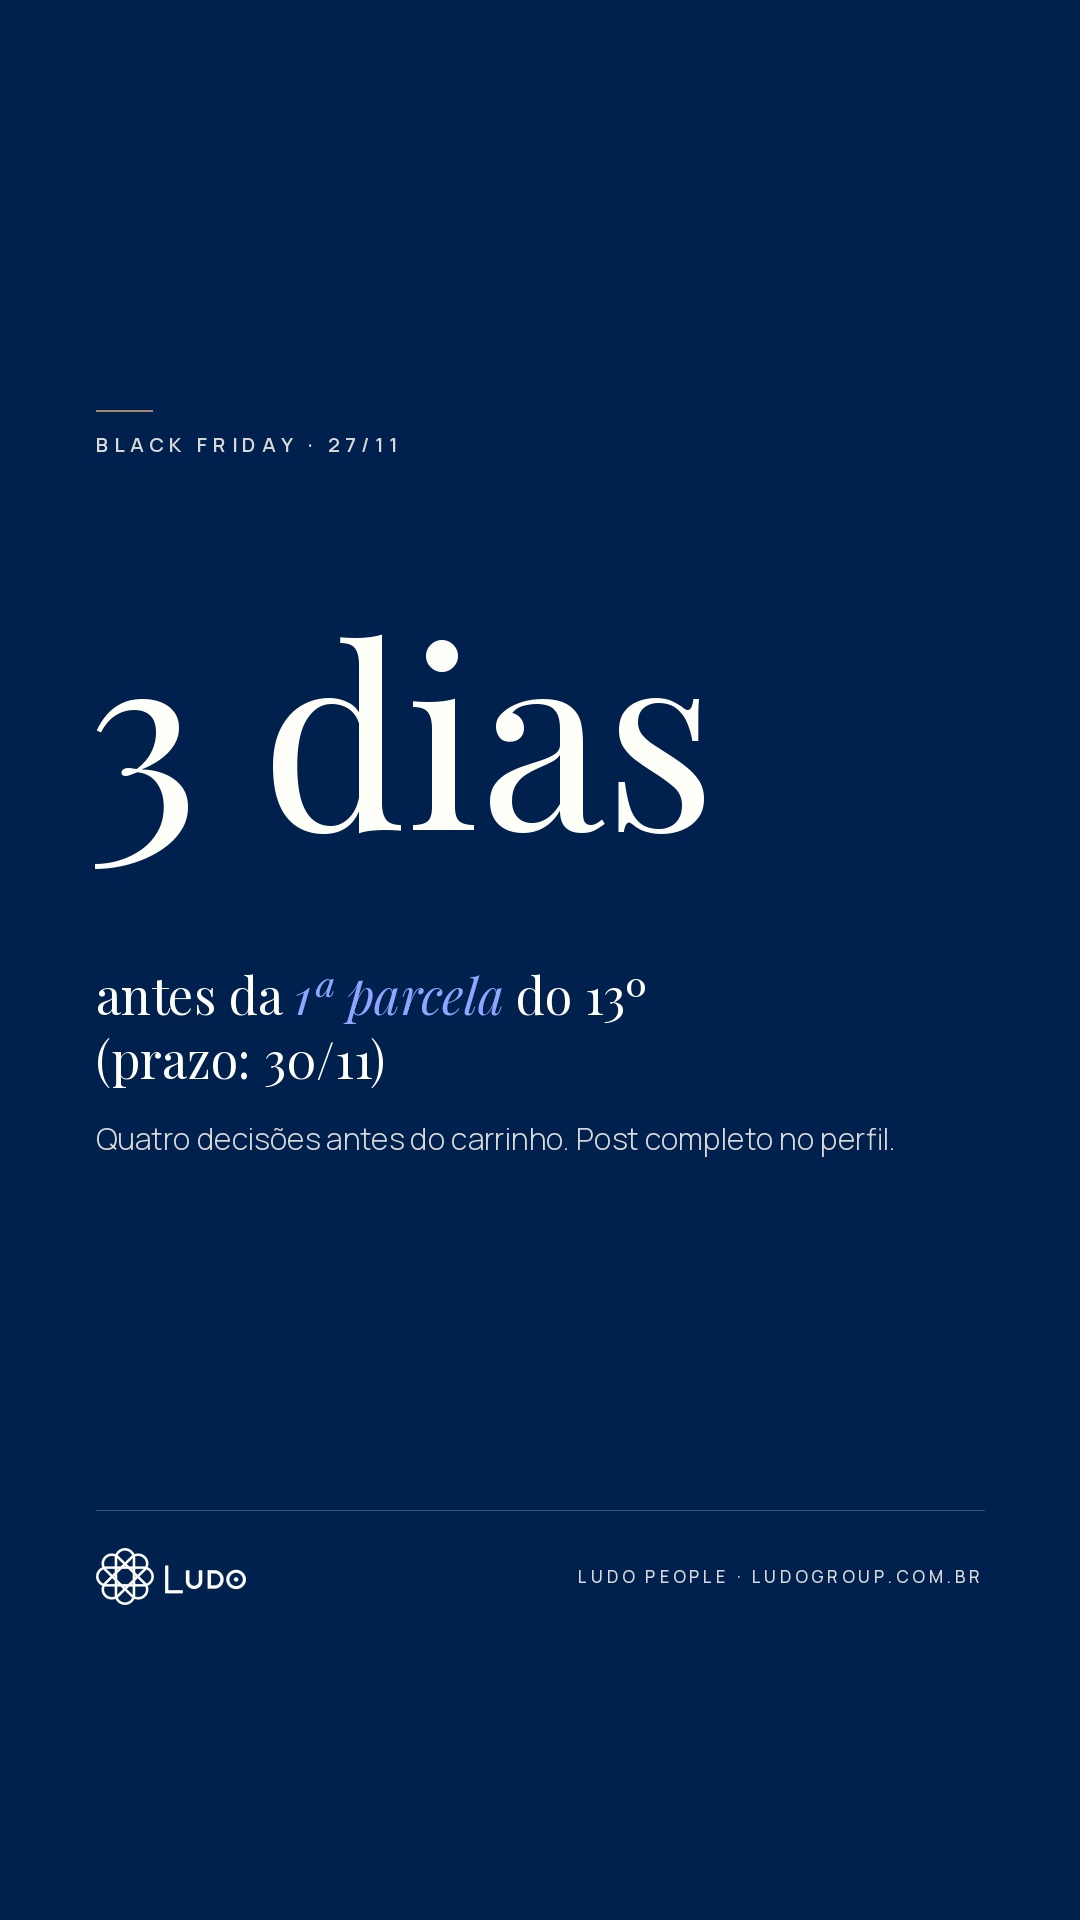 BLACK FRIDAY · 27/11
3 dias
antes da 1ª parcela do 13º
(prazo: 30/11)
Quatro decisões antes do carrinho. Post completo no perfil.
LUDO
LUDO PEOPLE · LUDOGROUP.COM.BR